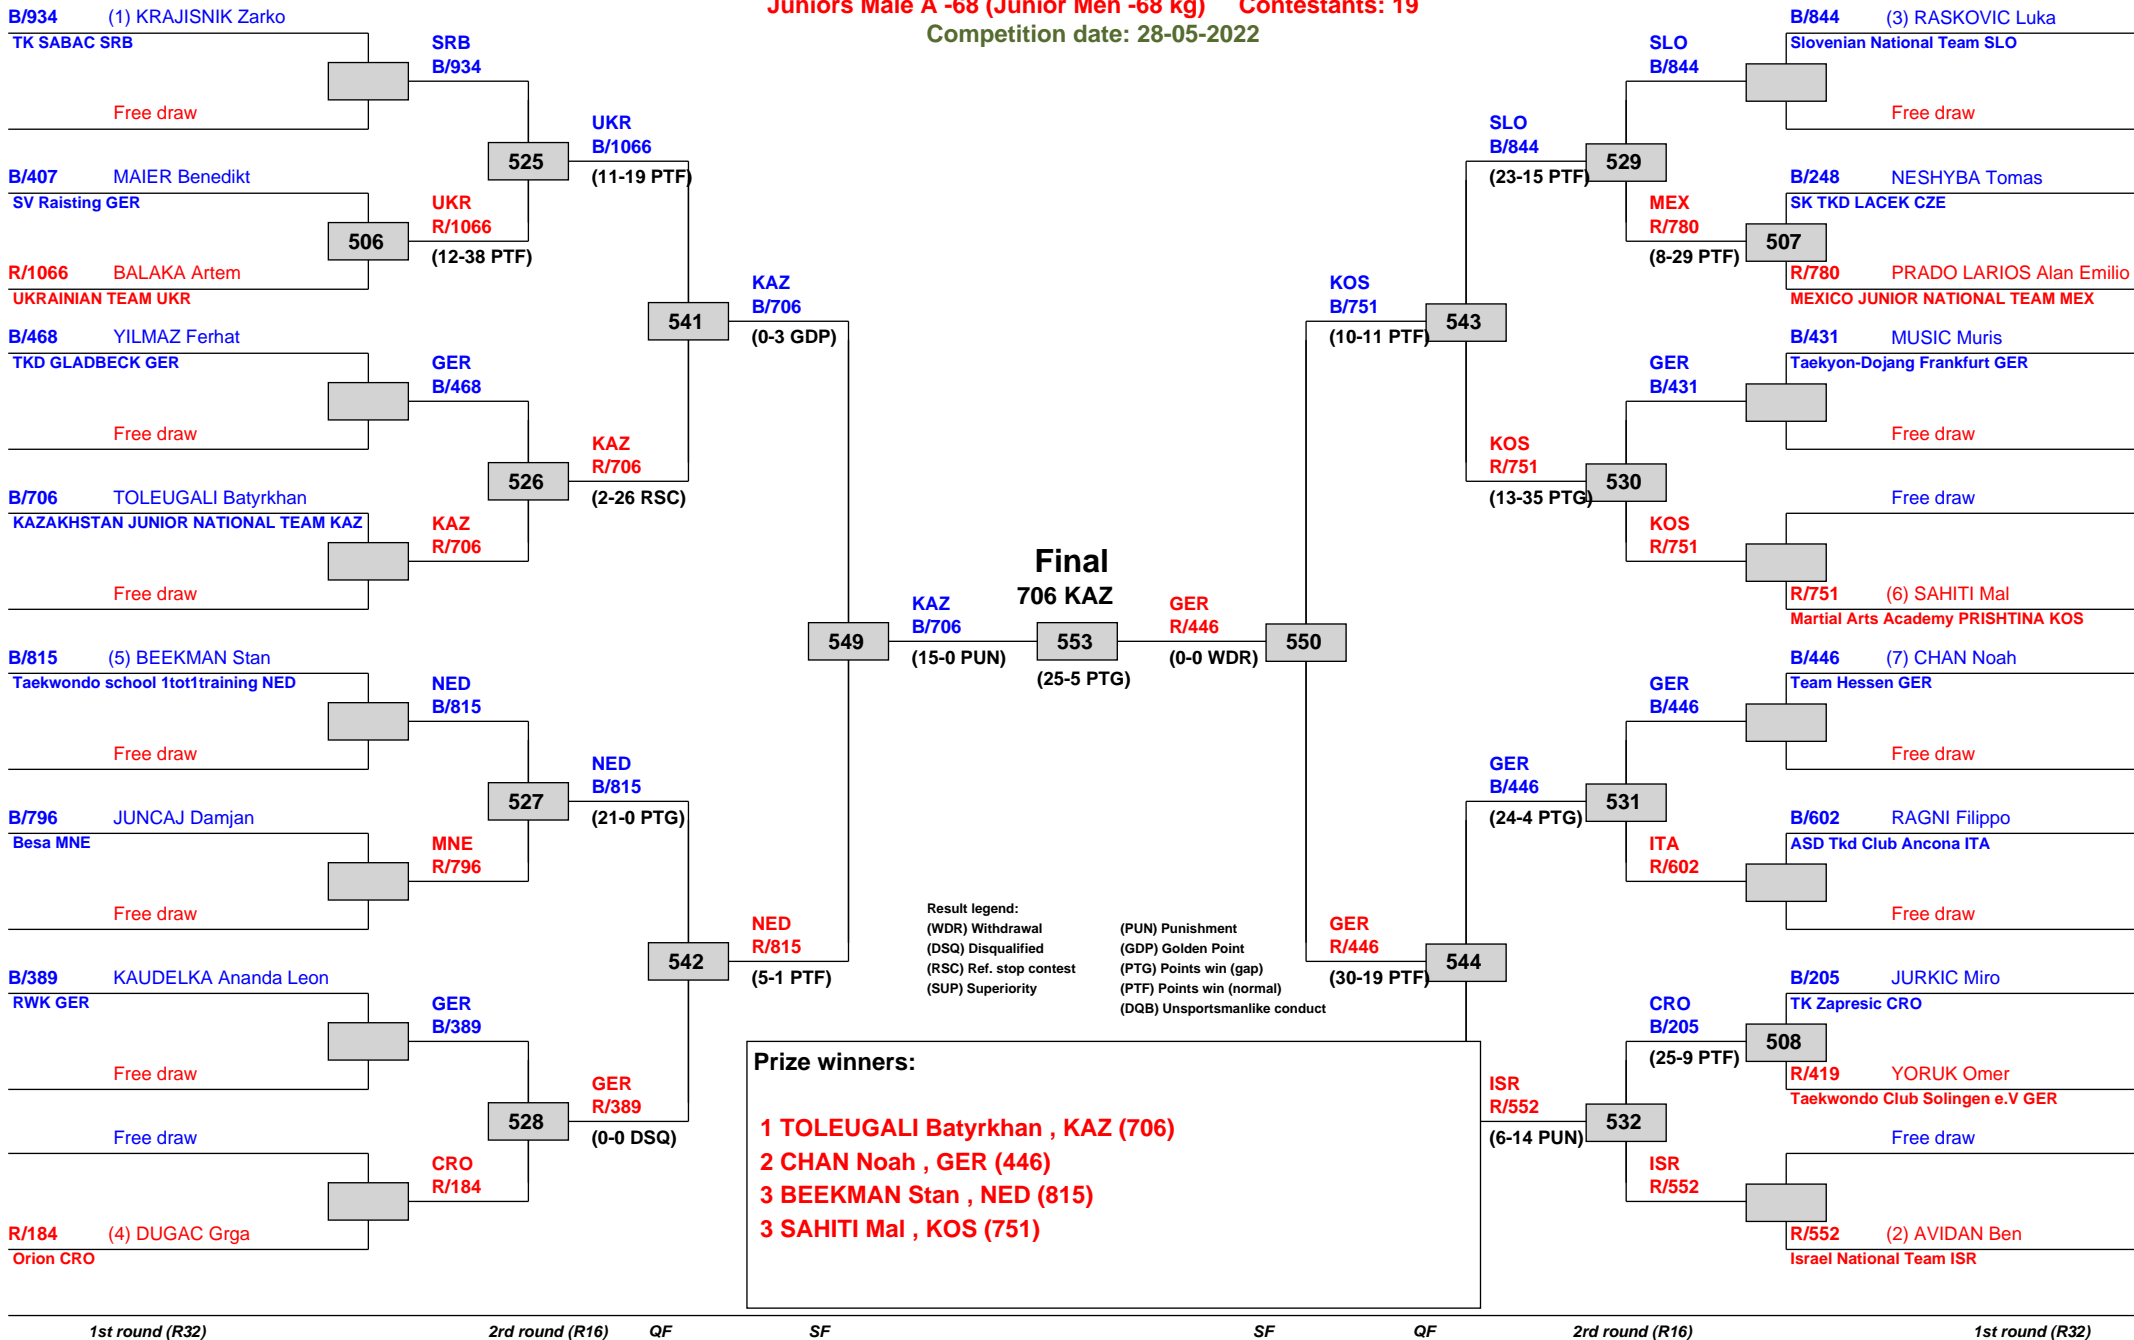 Juniors Male A -68 (Junior Men -68 kg) Contestants: 19
Competition date: 28-05-2022
B/934 (1) KRAJISNIK Zarko
TK SABAC SRB
Free draw
B/407 MAIER Benedikt
SV Raisting GER
506
R/1066 BALAKA Artem
UKRAINIAN TEAM UKR
B/468 YILMAZ Ferhat
TKD GLADBECK GER
Free draw
B/706 TOLEUGALI Batyrkhan
KAZAKHSTAN JUNIOR NATIONAL TEAM KAZ
Free draw
B/815 (5) BEEKMAN Stan
Taekwondo school 1tot1training NED
Free draw
B/796 JUNCAJ Damjan
Besa MNE
Free draw
B/389 KAUDELKA Ananda Leon
RWK GER
Free draw
Free draw
R/184 (4) DUGAC Grga
Orion CRO
SRB
B/934
525
UKR
R/1066
(12-38 PTF)
GER
B/468
526
KAZ
R/706
NED
B/815
527
MNE
R/796
GER
B/389
528
CRO
R/184
UKR
B/1066
(11-19 PTF)
541
KAZ
R/706
(2-26 RSC)
NED
B/815
(21-0 PTG)
542
GER
R/389
(0-0 DSQ)
KAZ
B/706
(0-3 GDP)
549
NED
R/815
(5-1 PTF)
KAZ
B/706
(15-0 PUN)
Final
706 KAZ
553
(25-5 PTG)
GER
R/446
(0-0 WDR)
550
KOS
B/751
(10-11 PTF)
543
GER
R/446
(30-19 PTF)
544
SLO
B/844
(23-15 PTF)
529
KOS
R/751
(13-35 PTG)
530
GER
B/446
(24-4 PTG)
531
ISR
R/552
(6-14 PUN)
532
SLO
B/844
MEX
R/780
(8-29 PTF)
GER
B/431
KOS
R/751
GER
B/446
ITA
R/602
CRO
B/205
(25-9 PTF)
ISR
R/552
B/844 (3) RASKOVIC Luka
Slovenian National Team SLO
Free draw
B/248 NESHYBA Tomas
SK TKD LACEK CZE
507
R/780 PRADO LARIOS Alan Emilio
MEXICO JUNIOR NATIONAL TEAM MEX
B/431 MUSIC Muris
Taekyon-Dojang Frankfurt GER
Free draw
Free draw
R/751 (6) SAHITI Mal
Martial Arts Academy PRISHTINA KOS
B/446 (7) CHAN Noah
Team Hessen GER
Free draw
B/602 RAGNI Filippo
ASD Tkd Club Ancona ITA
Free draw
B/205 JURKIC Miro
TK Zapresic CRO
508
R/419 YORUK Omer
Taekwondo Club Solingen e.V GER
Free draw
R/552 (2) AVIDAN Ben
Israel National Team ISR
Result legend:
(WDR) Withdrawal
(DSQ) Disqualified
(RSC) Ref. stop contest
(SUP) Superiority
(PUN) Punishment
(GDP) Golden Point
(PTG) Points win (gap)
(PTF) Points win (normal)
(DQB) Unsportsmanlike conduct
Prize winners:
1 TOLEUGALI Batyrkhan , KAZ (706)
2 CHAN Noah , GER (446)
3 BEEKMAN Stan , NED (815)
3 SAHITI Mal , KOS (751)
1st round (R32) 2rd round (R16) QF SF SF QF 2rd round (R16) 1st round (R32)